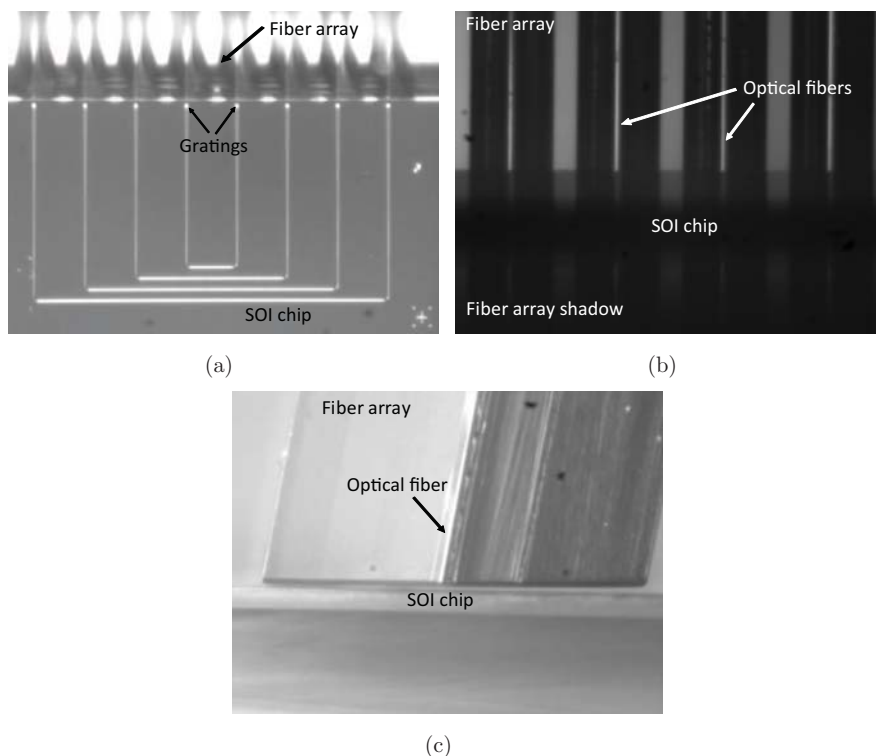 Fiber array
Gratings
SOI chip
(a)
Fiber array
Optical fibers
SOI chip
Fiber array shadow
(b)
Fiber array
Optical fiber
SOI chip
(c)